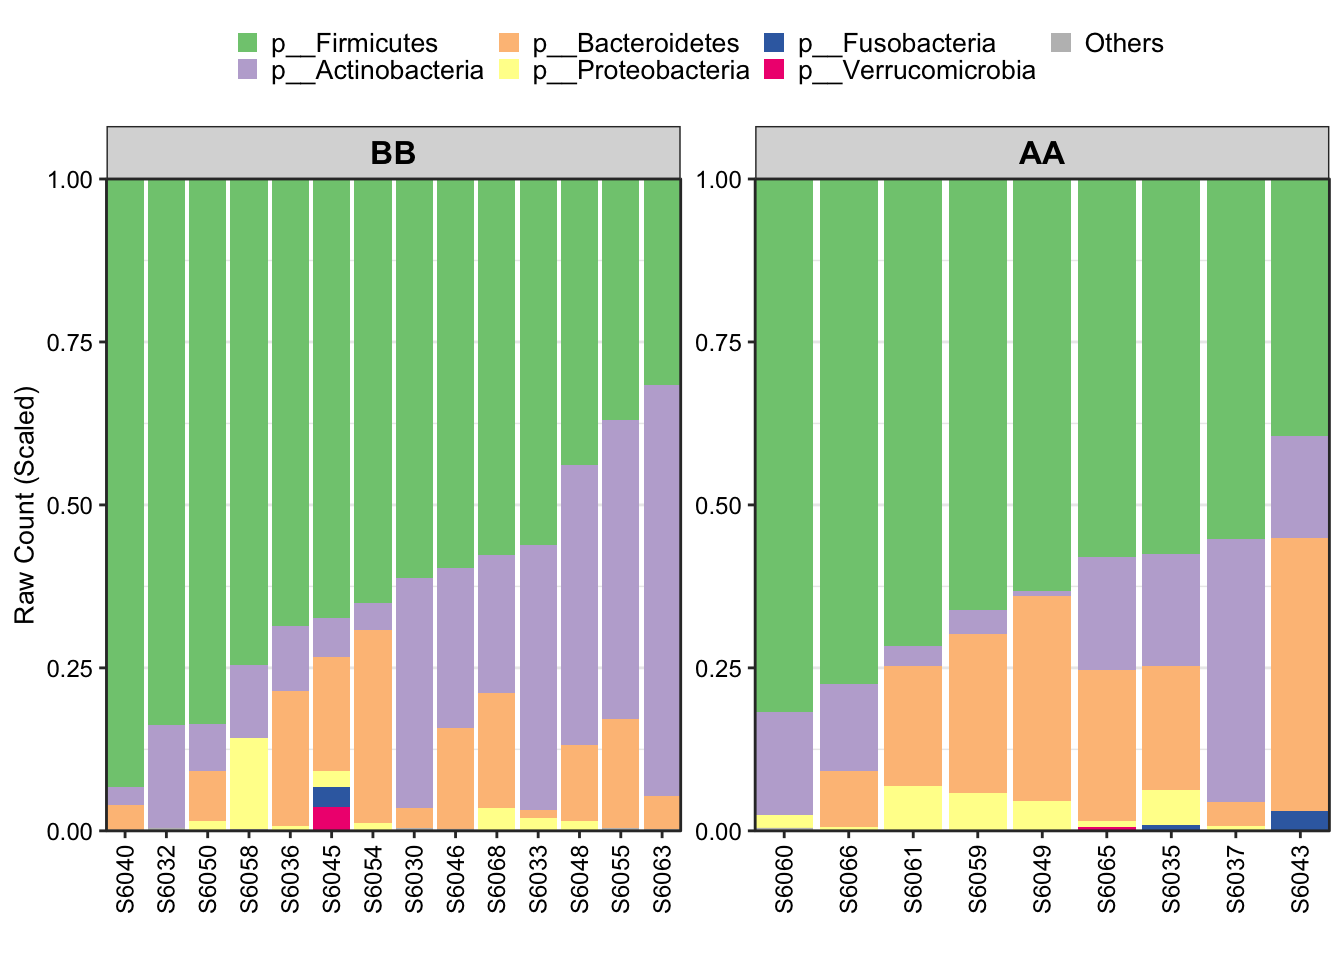 p__Firmicutes p__Bacteroidetes p__Fusobacteria Others
p__Actinobacteria p__Proteobacteria p__Verrucomicrobia
BB AA
Raw Count (Scaled)
1.00 1.00
0.75 0.75
0.50 0.50
0.25 0.25
0.00 0.00
S6040 S6032 S6050 S6058 S6036 S6045 S6054 S6030 S6046 S6068 S6033 S6048 S6055 S6063 S6060 S6066 S6061 S6059 S6049 S6065 S6035 S6037 S6043